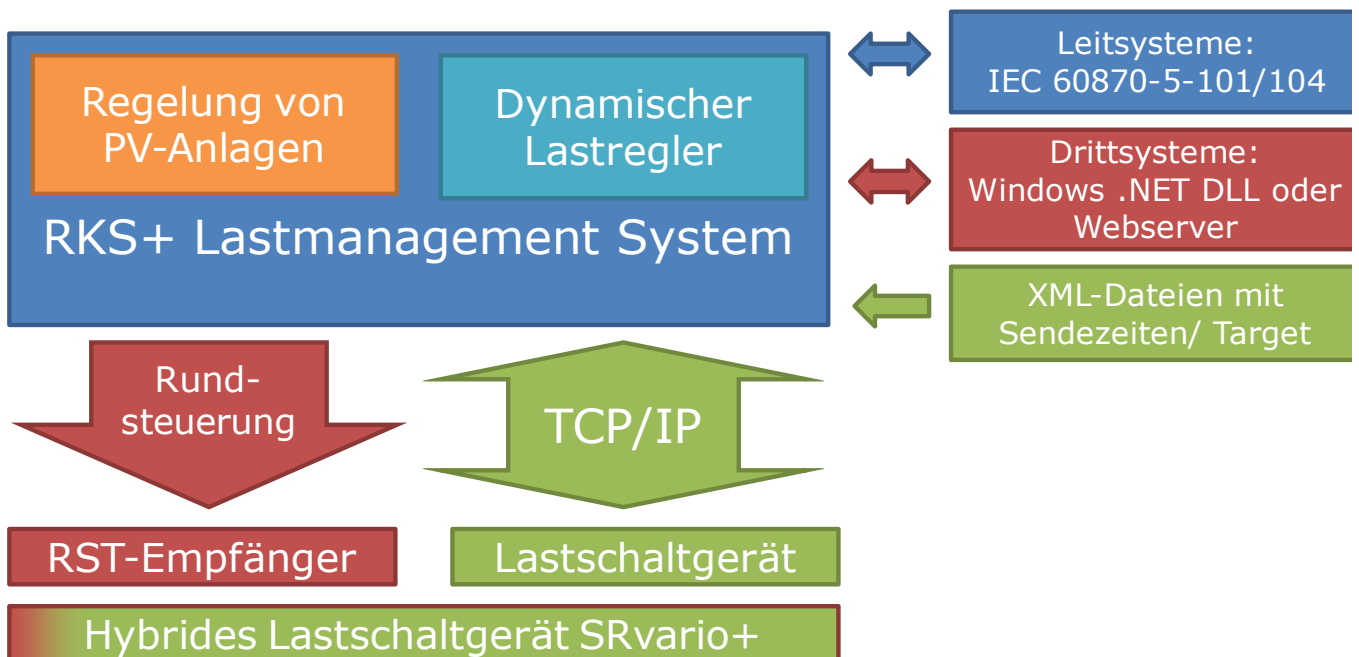 Regelung von
PV-Anlagen
Dynamischer
Lastregler
RKS+ Lastmanagement System
Leitsysteme:
IEC 60870-5-101/104
Drittsysteme:
Windows .NET DLL oder
Webserver
XML-Dateien mit
Sendezeiten/ Target
Rund-
steuerung
TCP/IP
RST-Empfänger
Lastschaltgerät
Hybrides Lastschaltgerät SRvario+